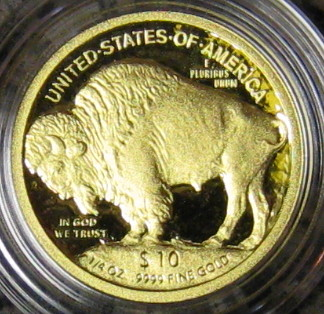 UNITED·STATES·OF·AMERICA
E
PLURIBUS
UNUM
IN GOD
WE TRUST
$10
1/4 OZ. .9999 FINE GOLD